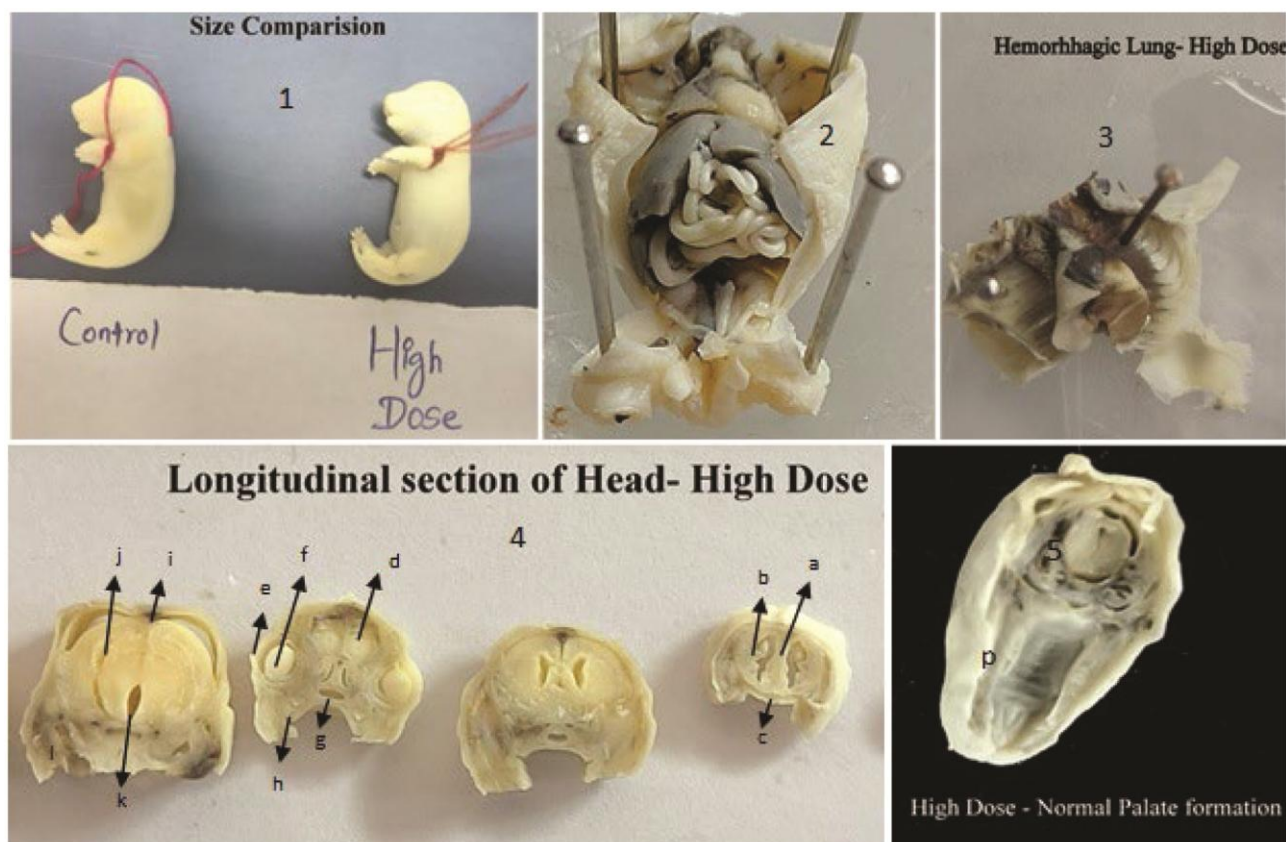 Size Comparision
1
Control
High
Dose
2
Hemorhhagic Lung- High Dose
3
Longitudinal section of Head- High Dose
4
j
i
f
d
e
b
a
l
k
h
g
c
5
p
High Dose - Normal Palate formation